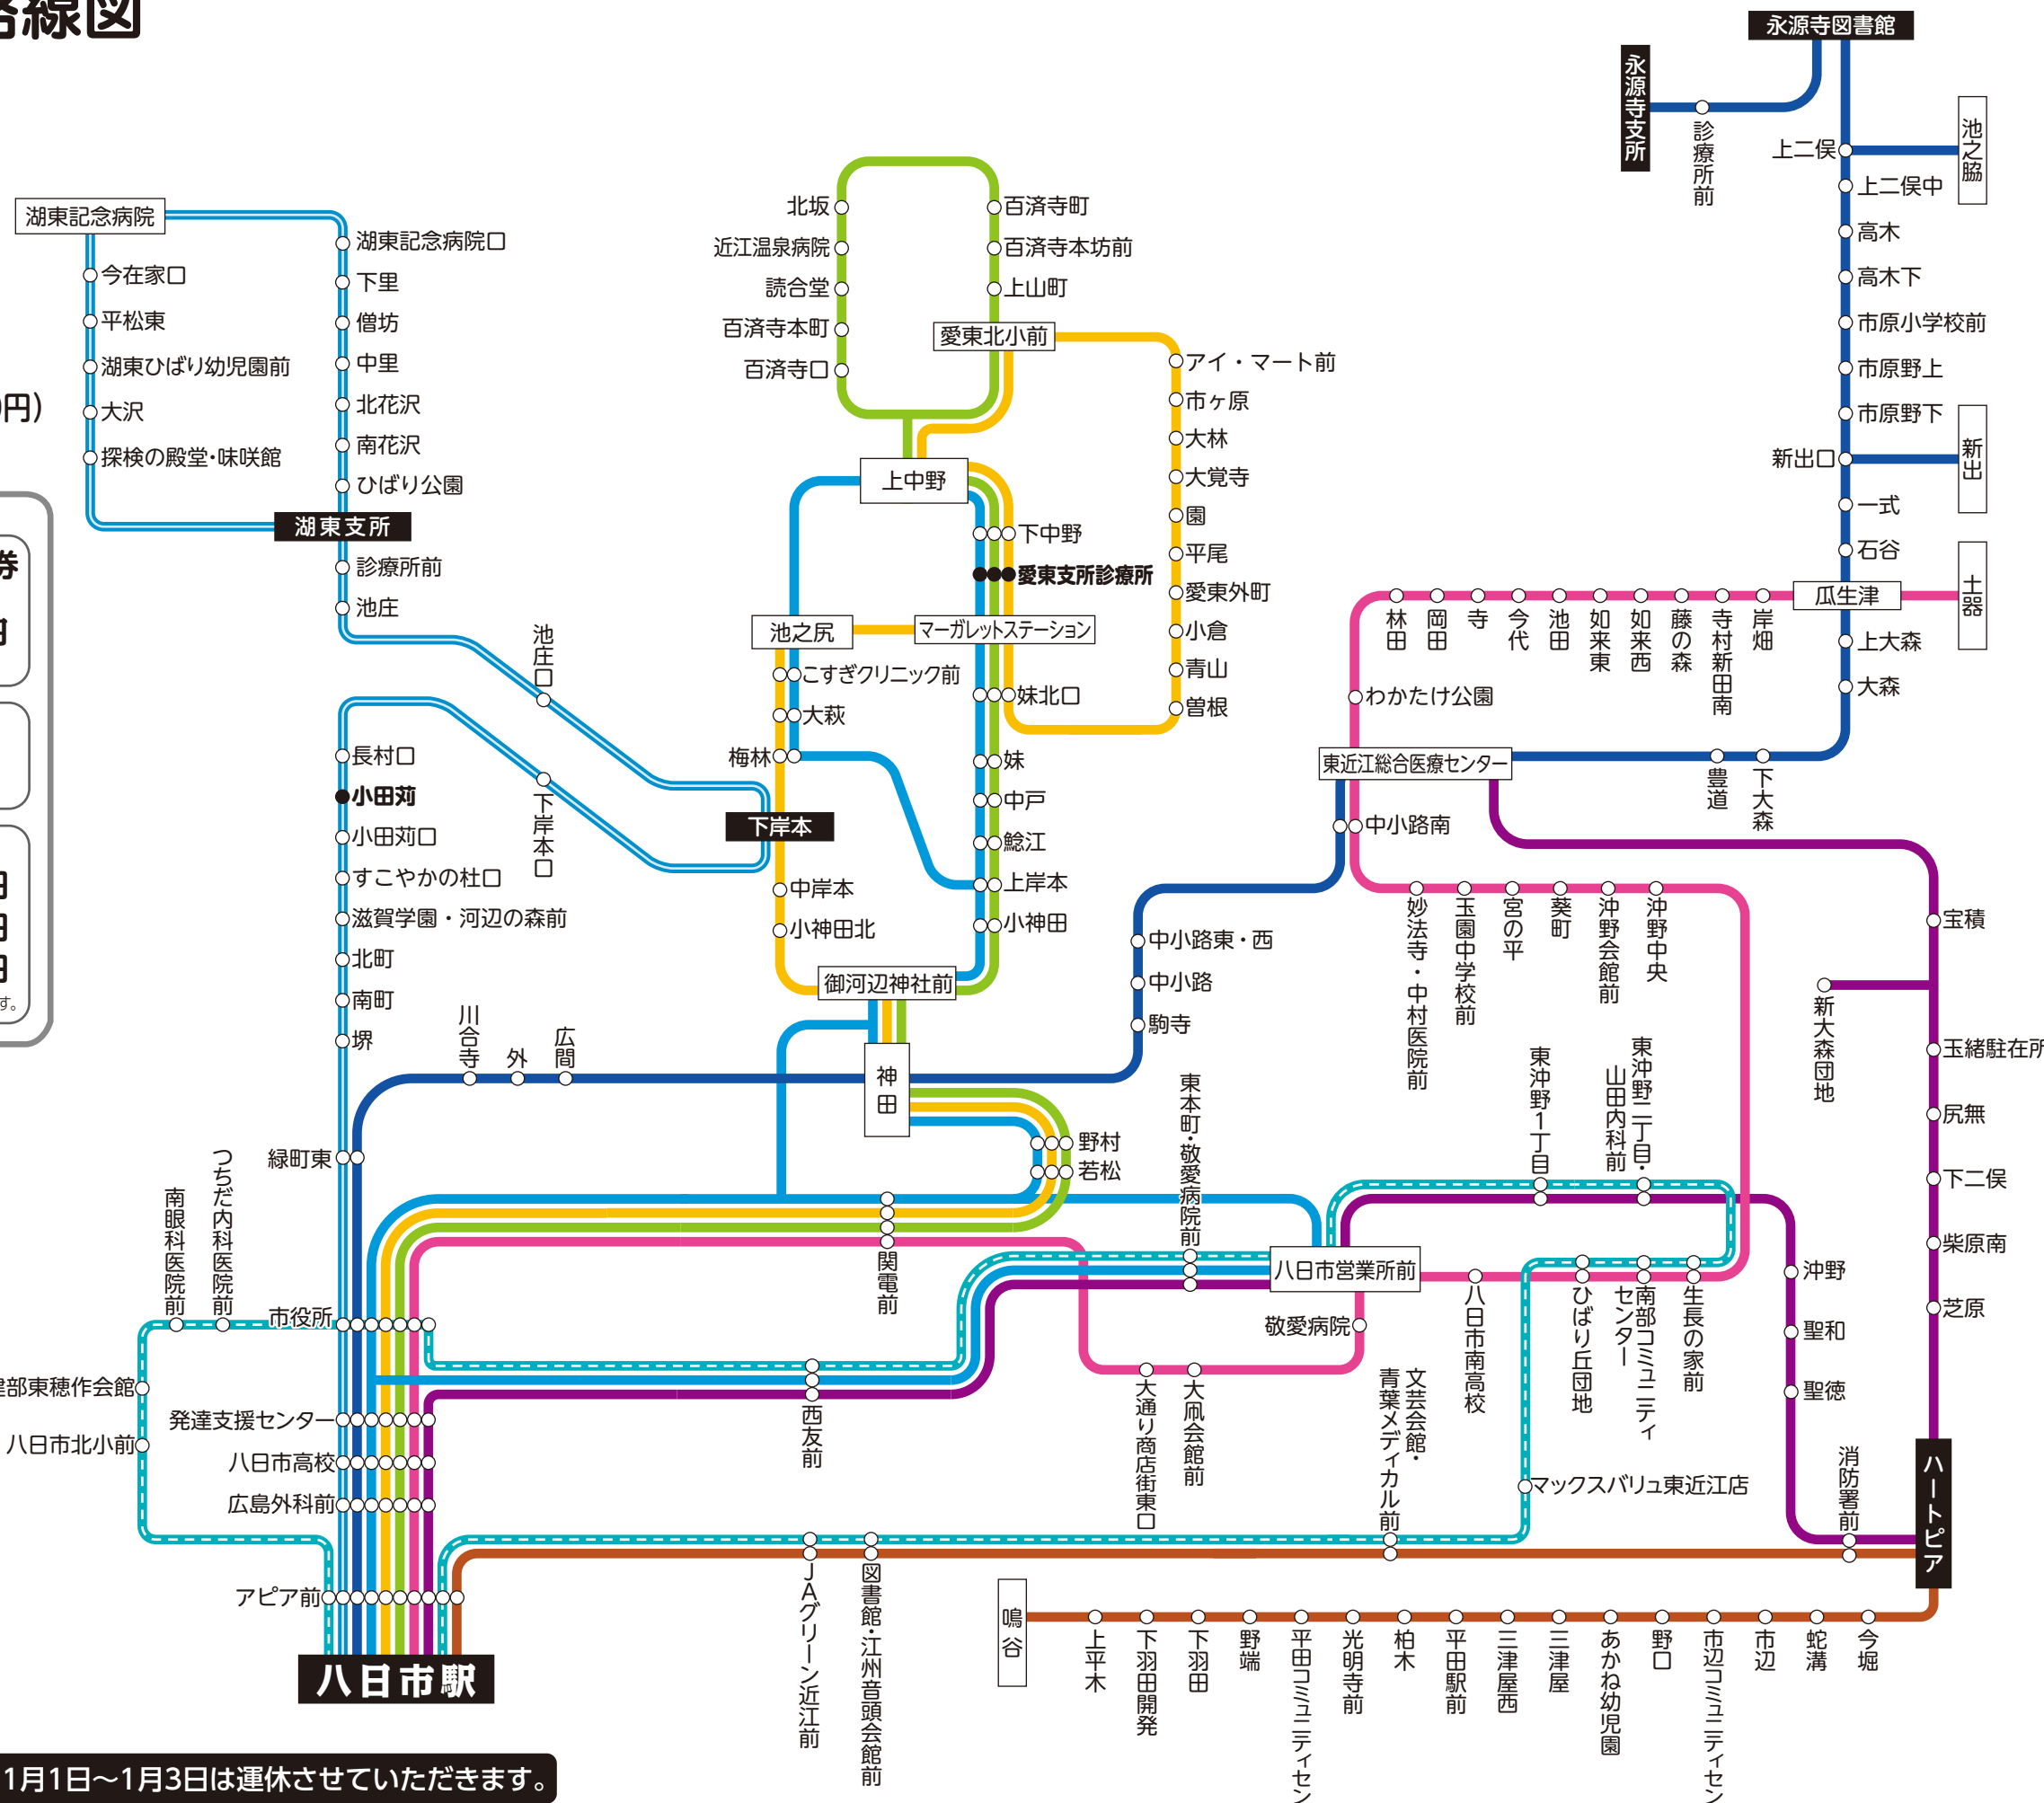 路線図
永源寺図書館
永源寺支所
診療所前
池之脇
上二俣
上二俣中
高木
高木下
市原小学校前
市原野上
市原野下
新出口
新出
一式
石谷
瓜生津
土器
上大森
大森
下大森
豊道
湖東記念病院
今在家口
平松東
湖東ひばり幼児園前
大沢
探検の殿堂・味咲館
湖東記念病院口
下里
僧坊
中里
北花沢
南花沢
ひばり公園
湖東支所
診療所前
池庄
池庄口
下岸本口
下岸本
長村口
小田苅
小田苅口
すこやかの杜口
滋賀学園・河辺の森前
北町
南町
堺
円)
券
円
円
円
円
す。
北坂
近江温泉病院
読合堂
百済寺本町
百済寺口
百済寺町
百済寺本坊前
上山町
愛東北小前
アイ・マート前
市ヶ原
大林
大覚寺
園
平尾
愛東外町
小倉
青山
曽根
上中野
下中野
愛東支所診療所
池之尻
マーガレットステーション
こすぎクリニック前
大萩
梅林
妹北口
妹
中戸
鯰江
上岸本
小神田
中岸本
小神田北
御河辺神社前
神田
野村
若松
川合寺
外
広間
緑町東
林田
岡田
寺
今代
池田
如来東
如来西
藤の森
寺村新田南
岸畑
わかたけ公園
東近江総合医療センター
中小路南
中小路東・西
中小路
駒寺
妙法寺・中村医院前
玉園中学校前
宮の平
葵町
沖野会館前
沖野中央
宝積
新大森団地
玉緒駐在所
尻無
下二俣
柴原南
芝原
東本町・敬愛病院前
東沖野1丁目
東沖野二丁目・
山田内科前
関電前
八日市営業所前
敬愛病院
八日市南高校
ひばり丘団地
南部コミュニティ
センター
生長の家前
沖野
聖和
聖徳
南眼科医院前
つちだ内科医院前
市役所
建部東穂作会館
八日市北小前
発達支援センター
八日市高校
広島外科前
アピア前
八日市駅
西友前
大通り商店街東口
大凧会館前
文芸会館・
青葉メディカル前
マックスバリュ東近江店
消防署前
ハートピア
JAグリーン近江前
図書館・江州音頭会館前
鳴谷
上平木
下羽田開発
下羽田
野端
平田コミュニティセン
光明寺前
柏木
平田駅前
三津屋西
三津屋
あかね幼児園
野口
市辺コミュニティセン
市辺
蛇溝
今堀
1月1日〜1月3日は運休させていただきます。